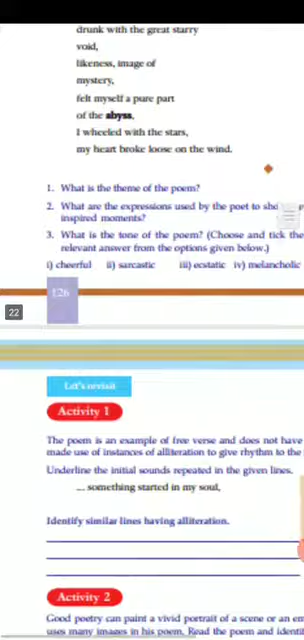 drunk with the great starry
void,
likeness, image of
mystery,
felt myself a pure part
of the abyss,
I wheeled with the stars,
my heart broke loose on the wind.
1. What is the theme of the poem?
2. What are the expressions used by the poet to
inspired moments?
3. What is the tone of the poem? (Choose and tick the
relevant answer from the options given below.)
i) cheerful ii) sarcastic iii) ecstatic iv) melancholic
126
22
Let's revisit
Activity 1
The poem is an example of free verse and does not have
made use of instances of alliteration to give rhythm to the
Underline the initial sounds repeated in the given lines.
... something started in my soul,
Identify similar lines having alliteration.
Activity 2
Good poetry can paint a vivid portrait of a scene or an
uses many images in his poem. Read the poem and